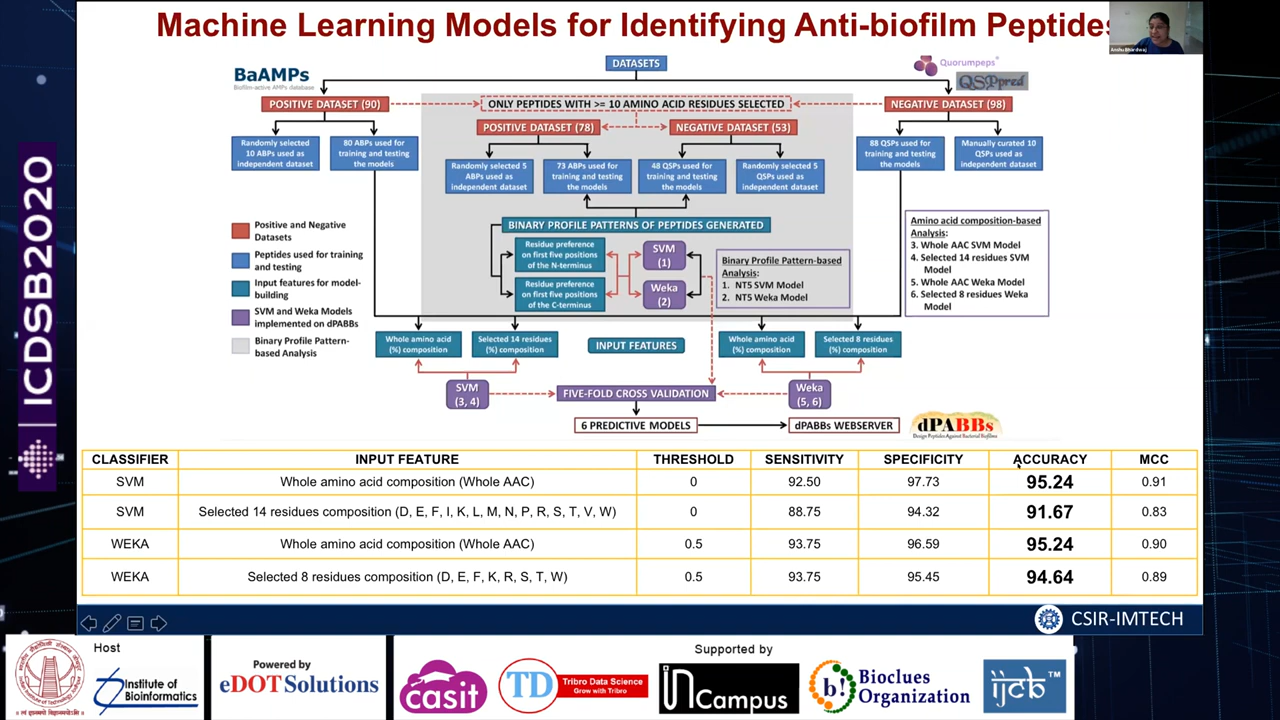 Machine Learning Models for Identifying Anti-biofilm Peptides
Anshu Bhardwaj
ICDSB2020
DATASETS
BaAMPs
Biofilm-active AMPs database
Quorumpeps
QSPpred
POSITIVE DATASET (90)
ONLY PEPTIDES WITH >= 10 AMINO ACID RESIDUES SELECTED
NEGATIVE DATASET (98)
POSITIVE DATASET (78)
NEGATIVE DATASET (53)
Randomly selected
10 ABPs used as
independent dataset
80 ABPs used for
training and testing
the models
Randomly selected 5
ABPs used as
independent dataset
73 ABPs used for
training and testing
the models
48 QSPs used for
training and testing
the models
Randomly selected 5
QSPs used as
independent dataset
88 QSPs used for
training and testing
the models
Manually curated 10
QSPs used as
independent dataset
BINARY PROFILE PATTERNS OF PEPTIDES GENERATED
Residue preference
on first five positions
of the N-terminus
Residue preference
on first five positions
of the C-terminus
SVM
(1)
Weka
(2)
Binary Profile Pattern-based
Analysis:
1. NT5 SVM Model
2. NT5 Weka Model
Amino acid composition-based
Analysis:
3. Whole AAC SVM Model
4. Selected 14 residues SVM
Model
5. Whole AAC Weka Model
6. Selected 8 residues Weka
Model
Positive and Negative
Datasets
Peptides used for training
and testing
Input features for model-
building
SVM and Weka Models
implemented on dPABBs
Binary Profile Pattern-
based Analysis
Whole amino acid
(%) composition
Selected 14 residues
(%) composition
INPUT FEATURES
Whole amino acid
(%) composition
Selected 8 residues
(%) composition
SVM
(3, 4)
FIVE-FOLD CROSS VALIDATION
Weka
(5, 6)
6 PREDICTIVE MODELS
dPABBs WEBSERVER
dPABBs
Design Peptides Against Bacterial Biofilms
CLASSIFIER INPUT FEATURE THRESHOLD SENSITIVITY SPECIFICITY ACCURACY MCC
SVM Whole amino acid composition (Whole AAC) 0 92.50 97.73 95.24 0.91
SVM Selected 14 residues composition (D, E, F, I, K, L, M, N, P, R, S, T, V, W) 0 88.75 94.32 91.67 0.83
WEKA Whole amino acid composition (Whole AAC) 0.5 93.75 96.59 95.24 0.90
WEKA Selected 8 residues composition (D, E, F, K, R, S, T, W) 0.5 93.75 95.45 94.64 0.89
CSIR-IMTECH
Host
Institute of
Bioinformatics
Powered by
eDOT Solutions
Supported by
casit
TD
Tribro Data Science
Grow with Tribro
inCampus
b!
Bioclues
Organization
ijcb™